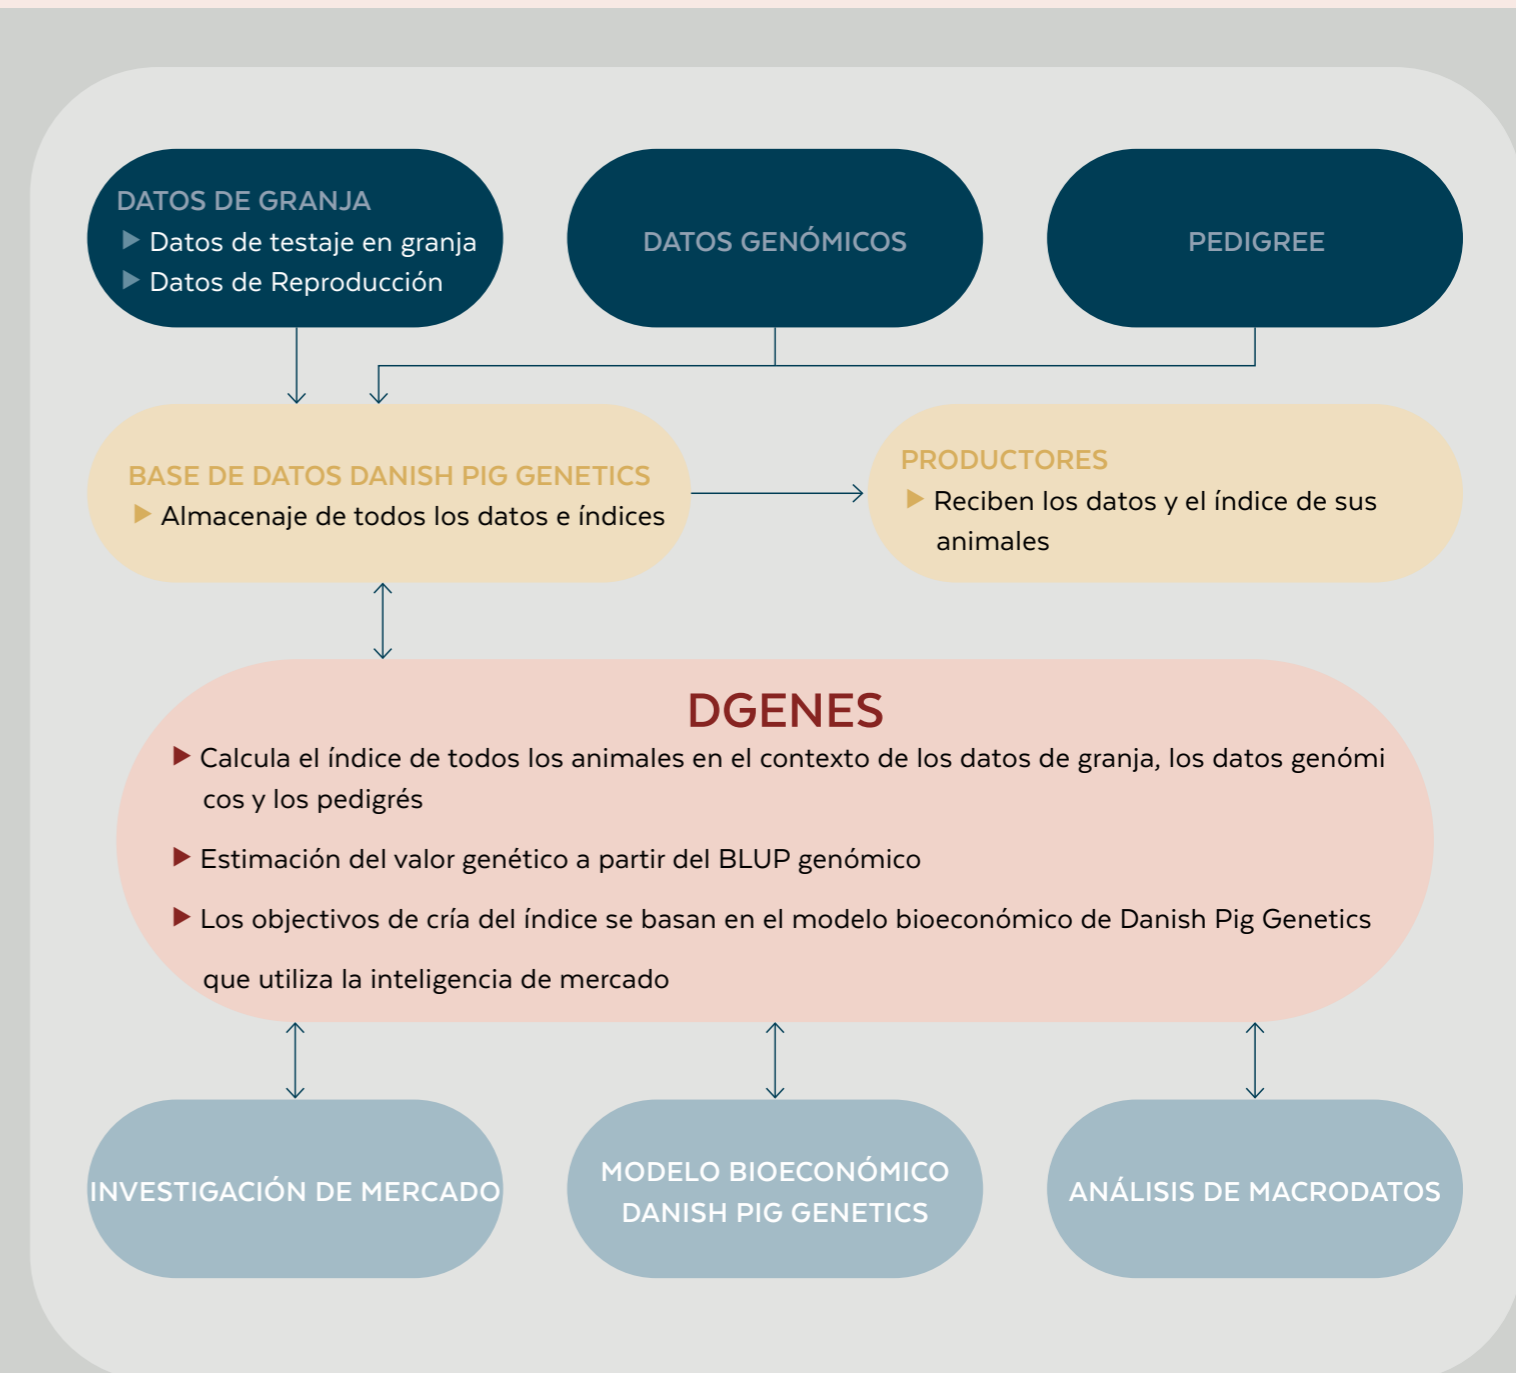 DATOS DE GRANJA
▶ Datos de testaje en granja
▶ Datos de Reproducción
DATOS GENÓMICOS
PEDIGREE
BASE DE DATOS DANISH PIG GENETICS
▶ Almacenaje de todos los datos e índices
PRODUCTORES
▶ Reciben los datos y el índice de sus
animales
DGENES
▶ Calcula el índice de todos los animales en el contexto de los datos de granja, los datos genómi
cos y los pedigrés
▶ Estimación del valor genético a partir del BLUP genómico
▶ Los objectivos de cría del índice se basan en el modelo bioeconómico de Danish Pig Genetics
que utiliza la inteligencia de mercado
INVESTIGACIÓN DE MERCADO
MODELO BIOECONÓMICO
DANISH PIG GENETICS
ANÁLISIS DE MACRODATOS